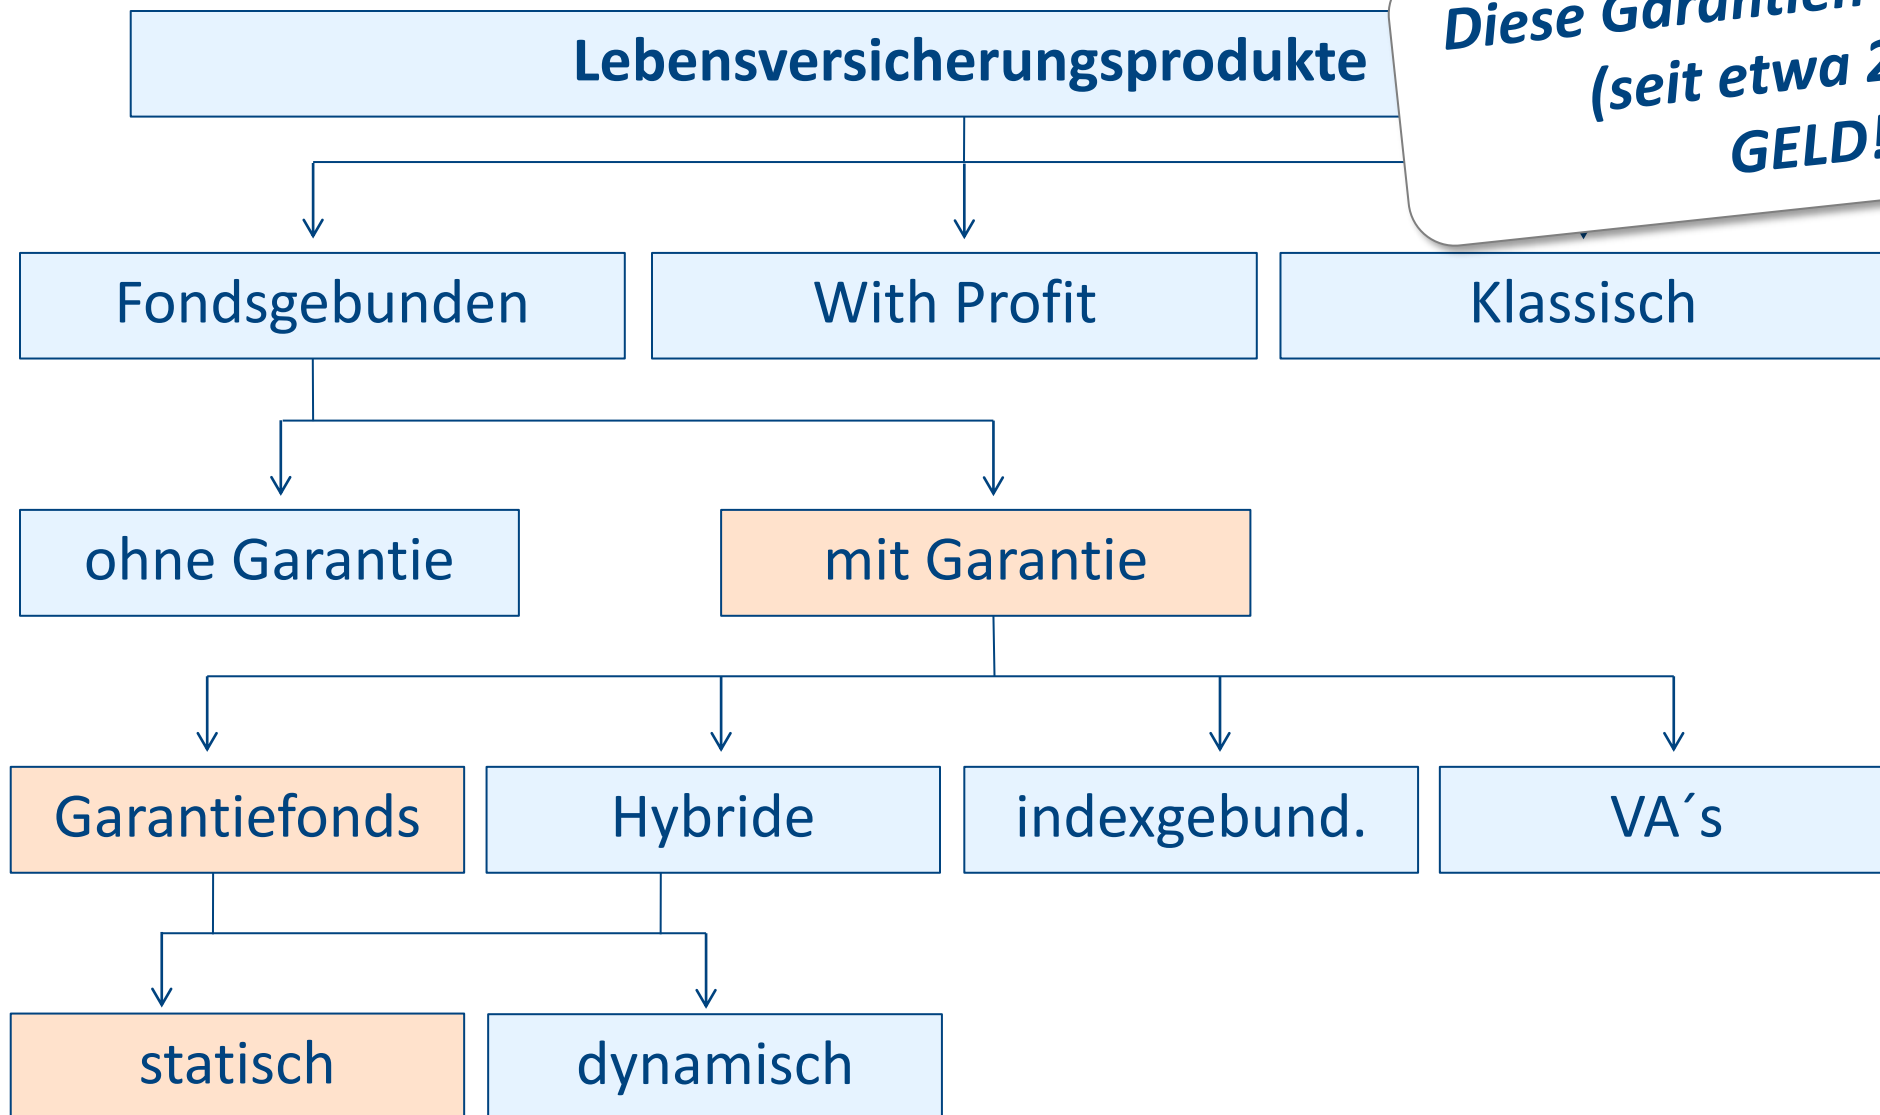 Lebensversicherungsprodukte
Diese Garantien
(seit etwa
GELD!
Fondsgebunden
With Profit
Klassisch
ohne Garantie
mit Garantie
Garantiefonds
Hybride
indexgebund.
VA´s
statisch
dynamisch